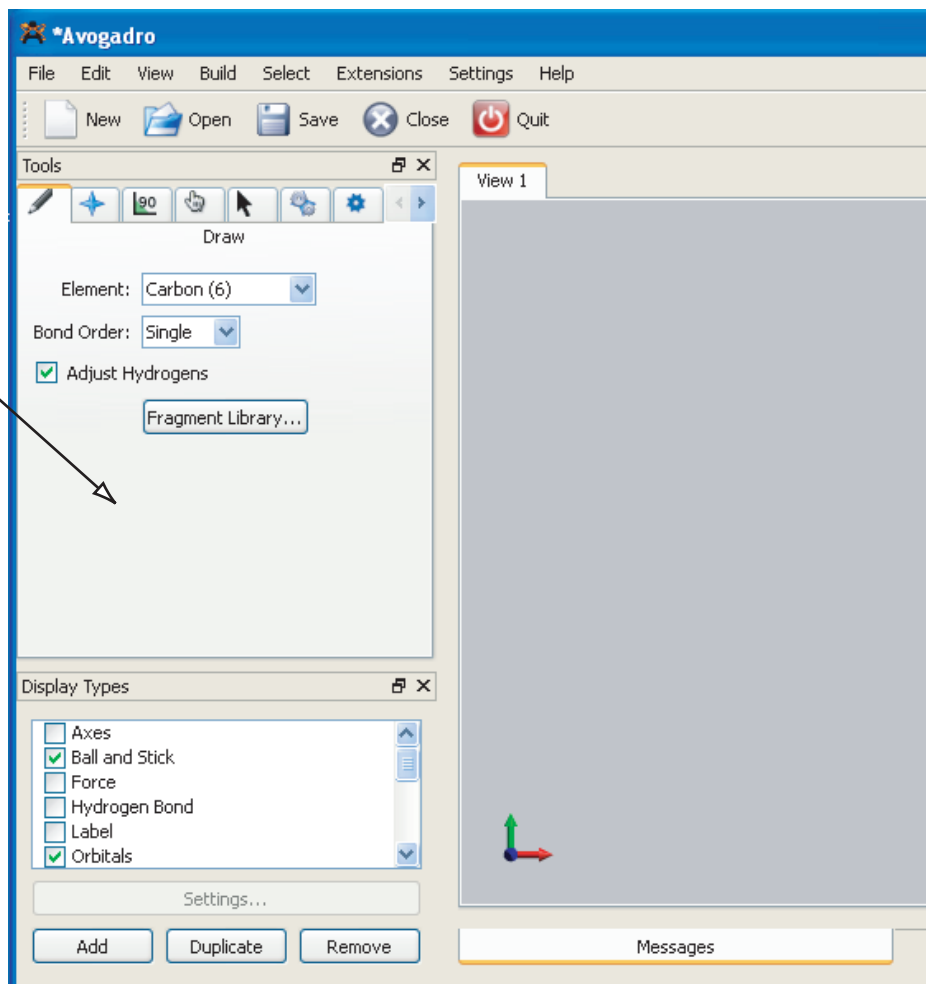 *Avogadro
File Edit View Build Select Extensions Settings Help
New Open Save Close Quit
Tools
View 1
90
Draw
Element: Carbon (6)
Bond Order: Single
Adjust Hydrogens
Fragment Library...
Display Types
Axes
Ball and Stick
Force
Hydrogen Bond
Label
Orbitals
Settings...
Add Duplicate Remove
Messages